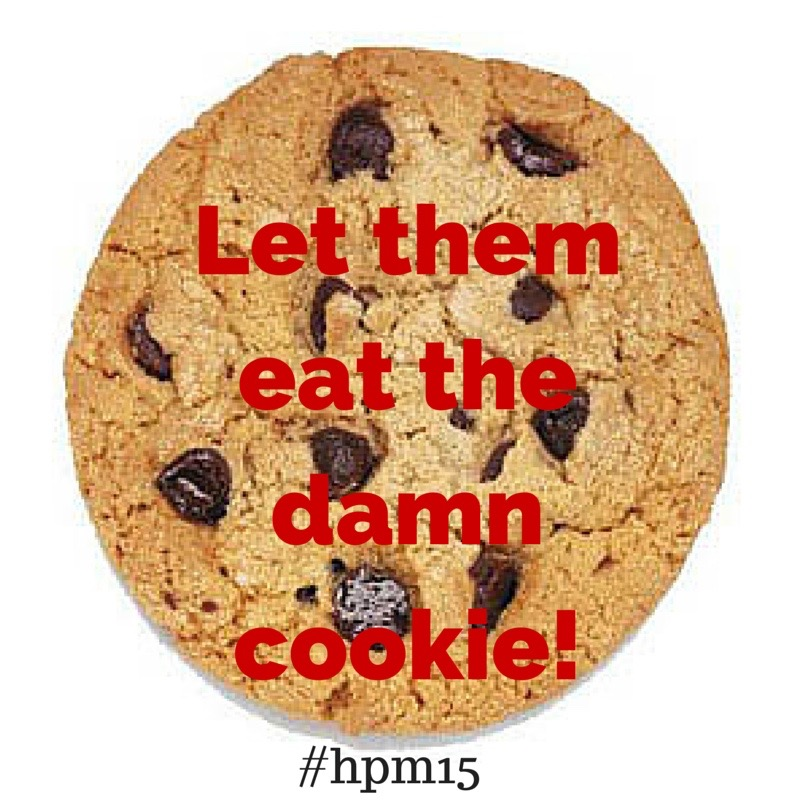 Let them
eat the
damn
cookie!
#hpm15